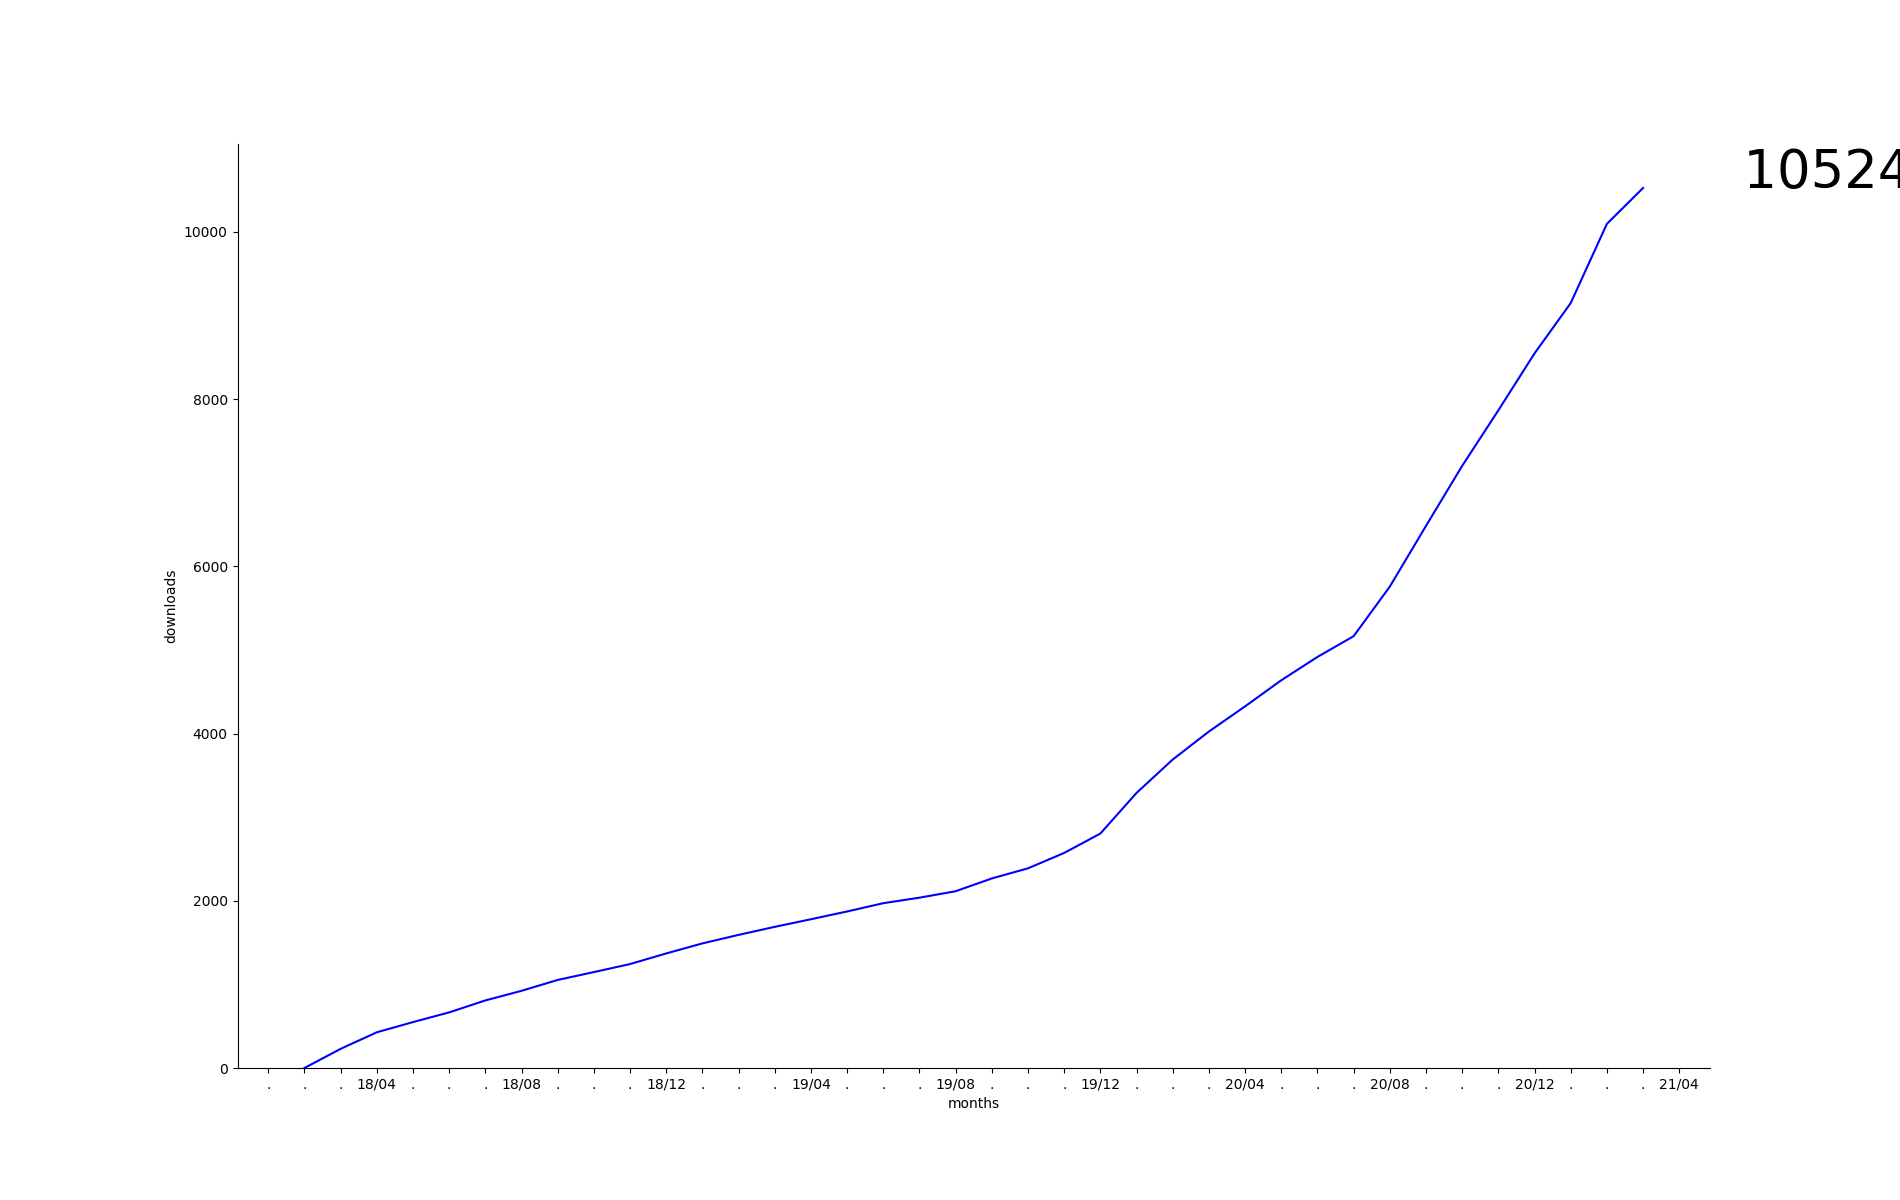 10524
10000
8000
6000
4000
2000
0
downloads
. . . 18/04 . . . 18/08 . . . 18/12 . . . 19/04 . . . 19/08 . . . 19/12 . . . 20/04 . . . 20/08 . . . 20/12 . . . 21/04
months